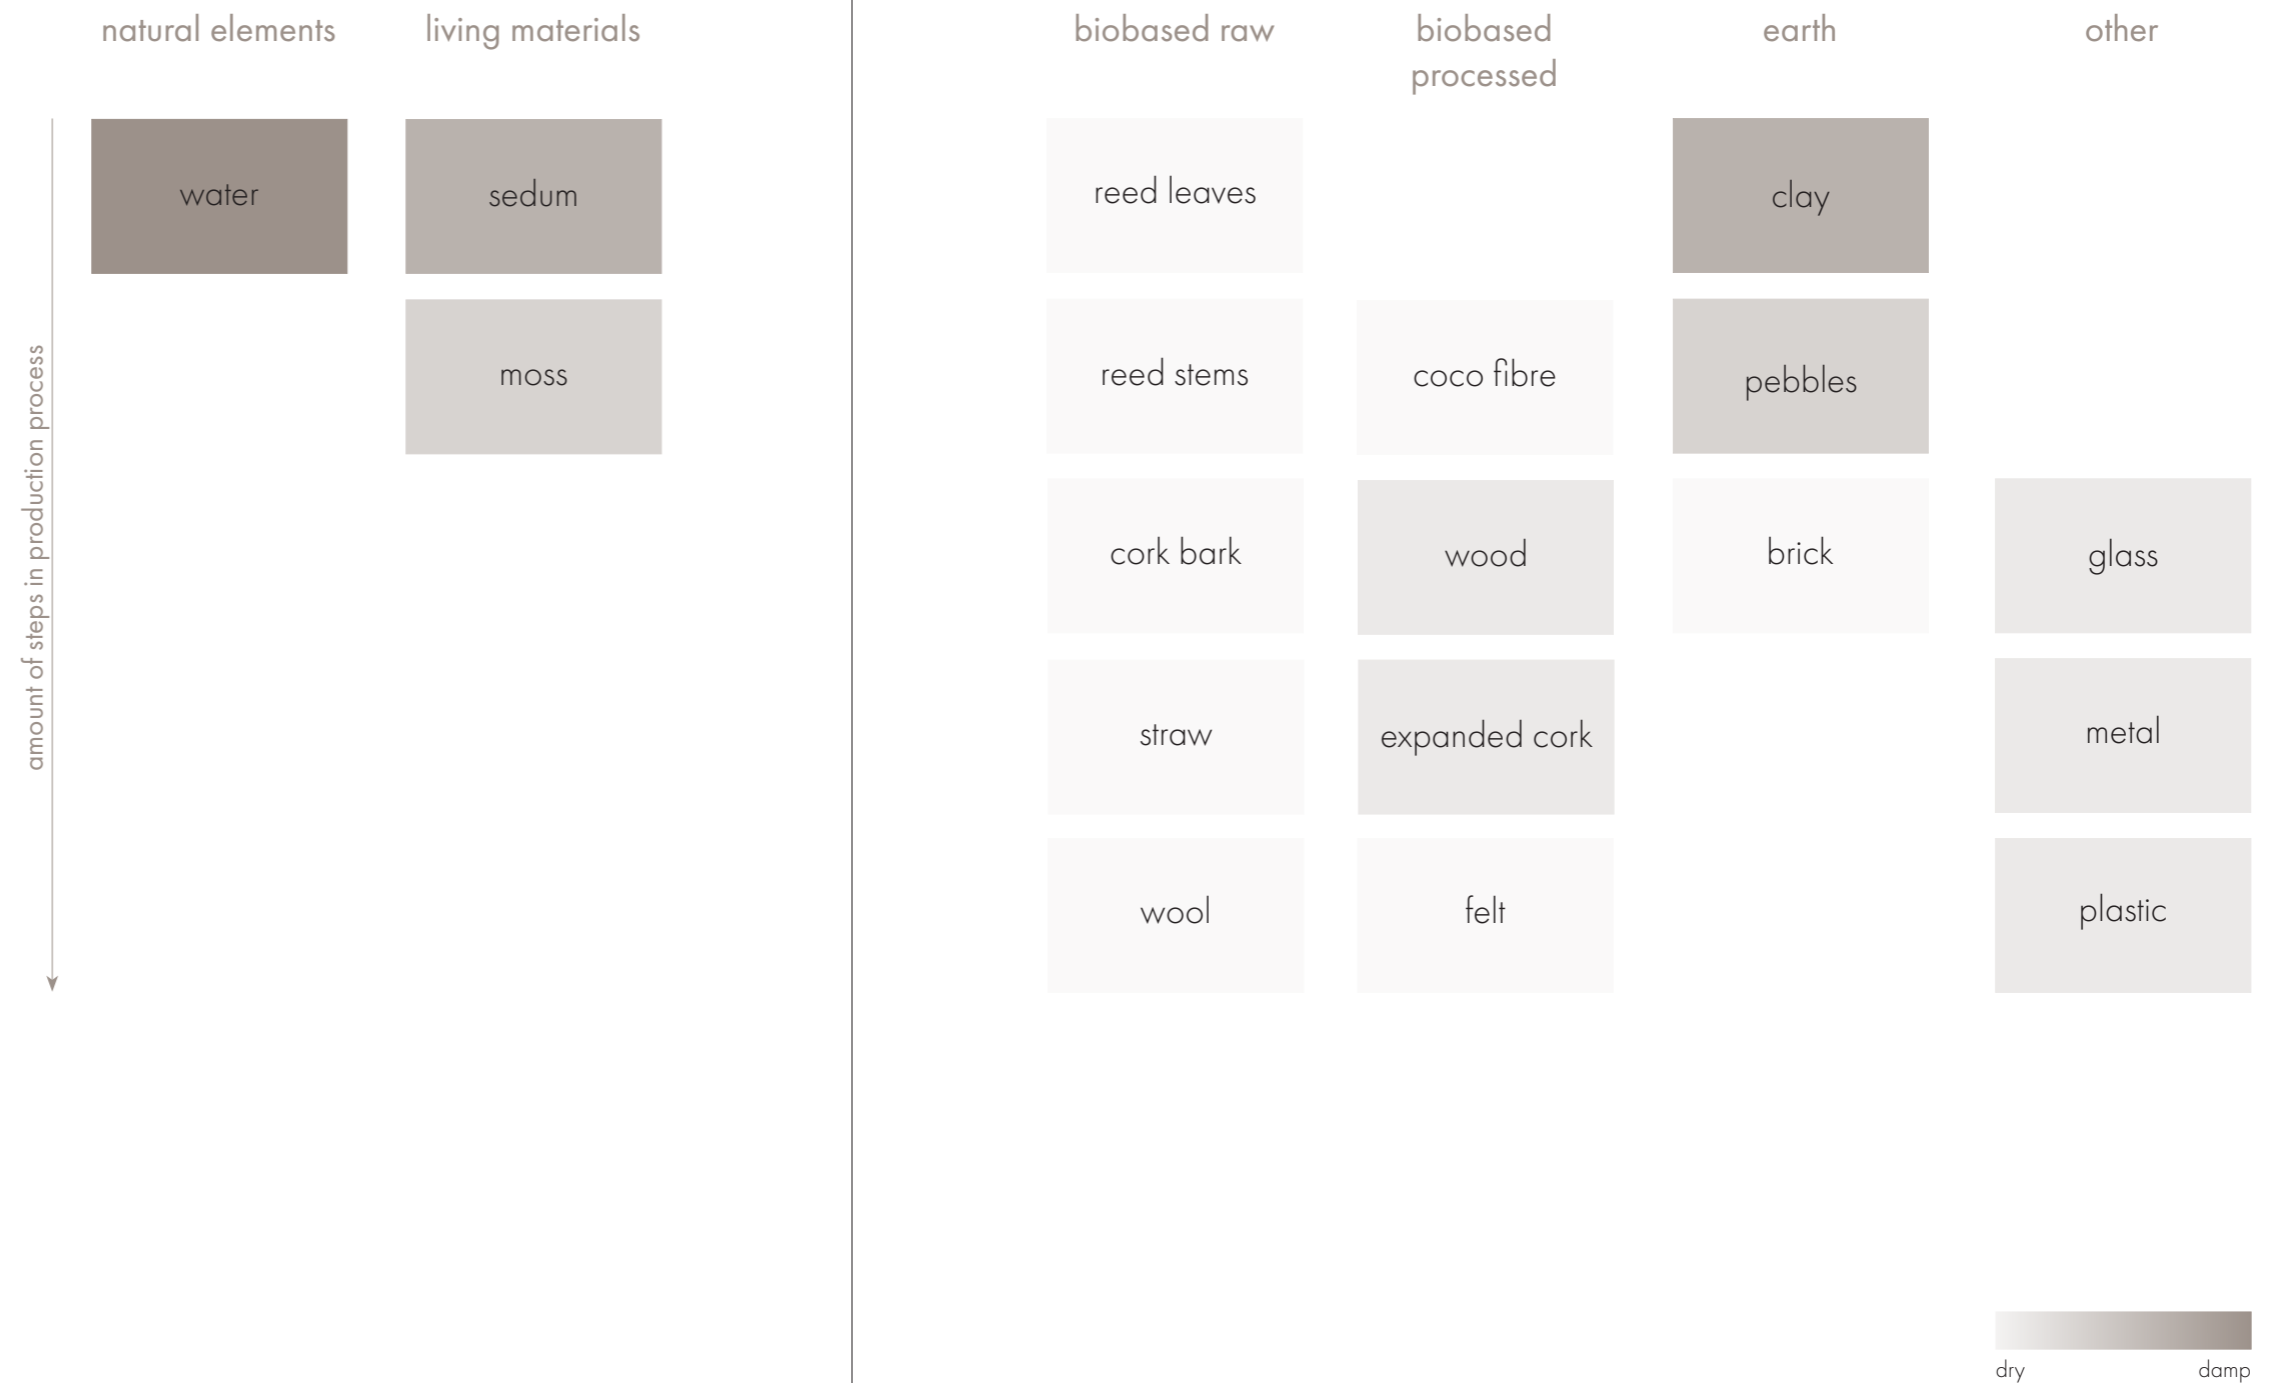 natural elements
living materials
biobased raw
biobased
processed
earth
other
amount of steps in production process
water
sedum
reed leaves
clay
moss
reed stems
coco fibre
pebbles
cork bark
wood
brick
glass
straw
expanded cork
metal
wool
felt
plastic
dry
damp